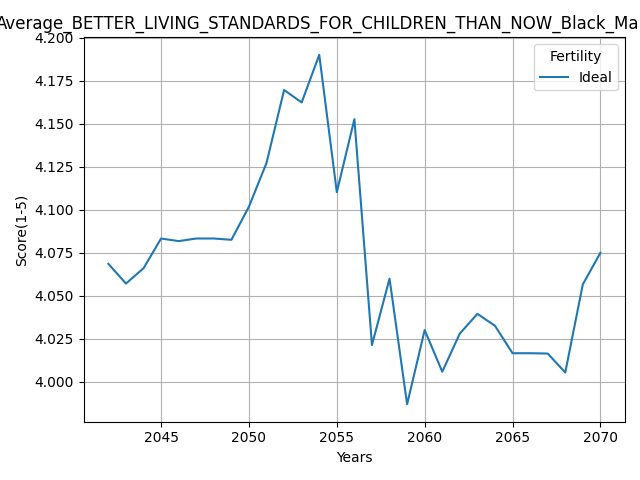 Average_BETTER_LIVING_STANDARDS_FOR_CHILDREN_THAN_NOW_Black_Ma
Fertility
Ideal
4.200
4.175
4.150
4.125
4.100
4.075
4.050
4.025
4.000
Score(1-5)
2045 2050 2055 2060 2065 2070
Years